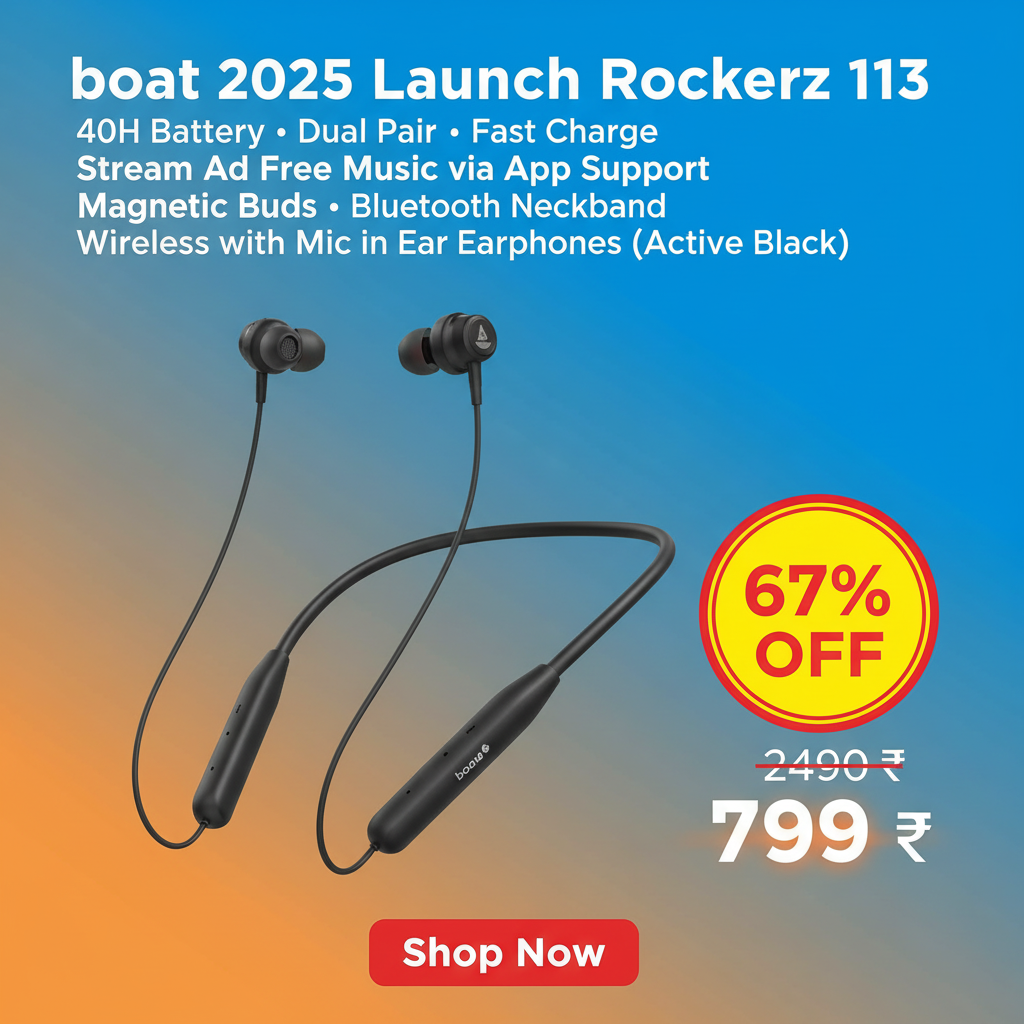 boat 2025 Launch Rockerz 113
40H Battery • Dual Pair • Fast Charge
Stream Ad Free Music via App Support
Magnetic Buds • Bluetooth Neckband
Wireless with Mic in Ear Earphones (Active Black)
67%
OFF
2490 ₹
799 ₹
Shop Now